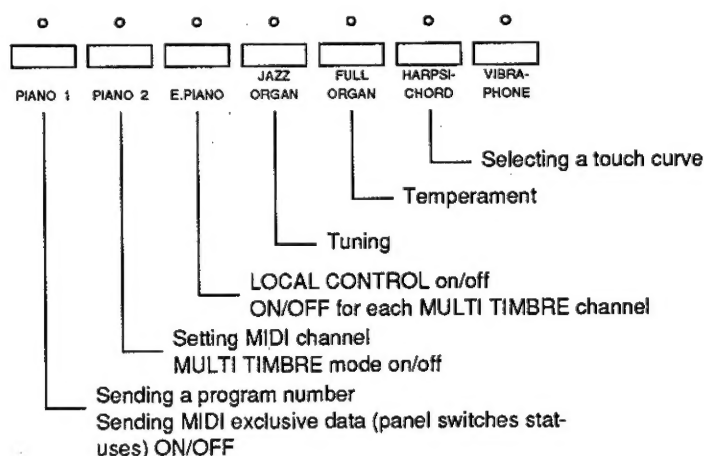 PIANO 1
PIANO 2
E.PIANO
JAZZ
ORGAN
FULL
ORGAN
HARPSI-
CHORD
VIBRA-
PHONE
Selecting a touch curve
Temperament
Tuning
LOCAL CONTROL on/off
ON/OFF for each MULTI TIMBRE channel
Setting MIDI channel
MULTI TIMBRE mode on/off
Sending a program number
Sending MIDI exclusive data (panel switches stat-
uses) ON/OFF